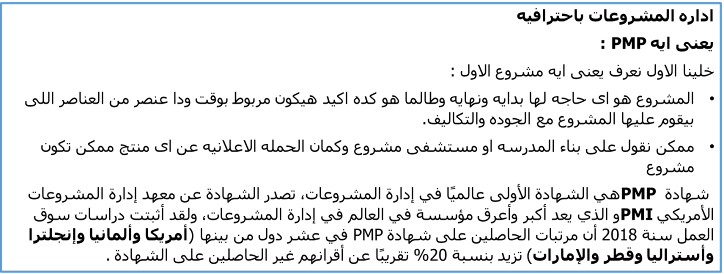 اداره المشروعات باحترافيه
يعنى ايه PMP :
خلينا الاول نعرف يعنى ايه مشروع الاول :
• المشروع هو اى حاجه لها بدايه ونهايه وطالما هو كده اكيد هيكون مربوط بوقت ودا عنصر من العناصر اللى
بيقوم عليها المشروع مع الجوده والتكاليف.
• ممكن نقول على بناء المدرسه او مستشفى مشروع وكمان الحمله الاعلانيه عن اى منتج ممكن تكون
مشروع
شهادة PMPهي الشهادة الأولى عالميًا في إدارة المشروعات، تصدر الشهادة عن معهد إدارة المشروعات
الأمريكي PMIو الذي يعد أكبر وأعرق مؤسسة في العالم في إدارة المشروعات، ولقد أثبتت دراسات سوق
العمل سنة 2018 أن مرتبات الحاصلين على شهادة PMP في عشر دول من بينها (أمريكا وألمانيا وإنجلترا
وأستراليا وقطر والإمارات) تزيد بنسبة 20% تقريبًا عن أقرانهم غير الحاصلين على الشهادة .